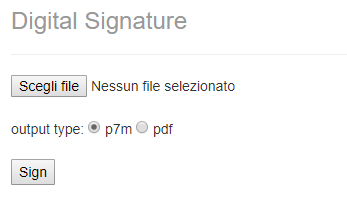 Digital Signature
Scegli file Nessun file selezionato
output type: p7m pdf
Sign